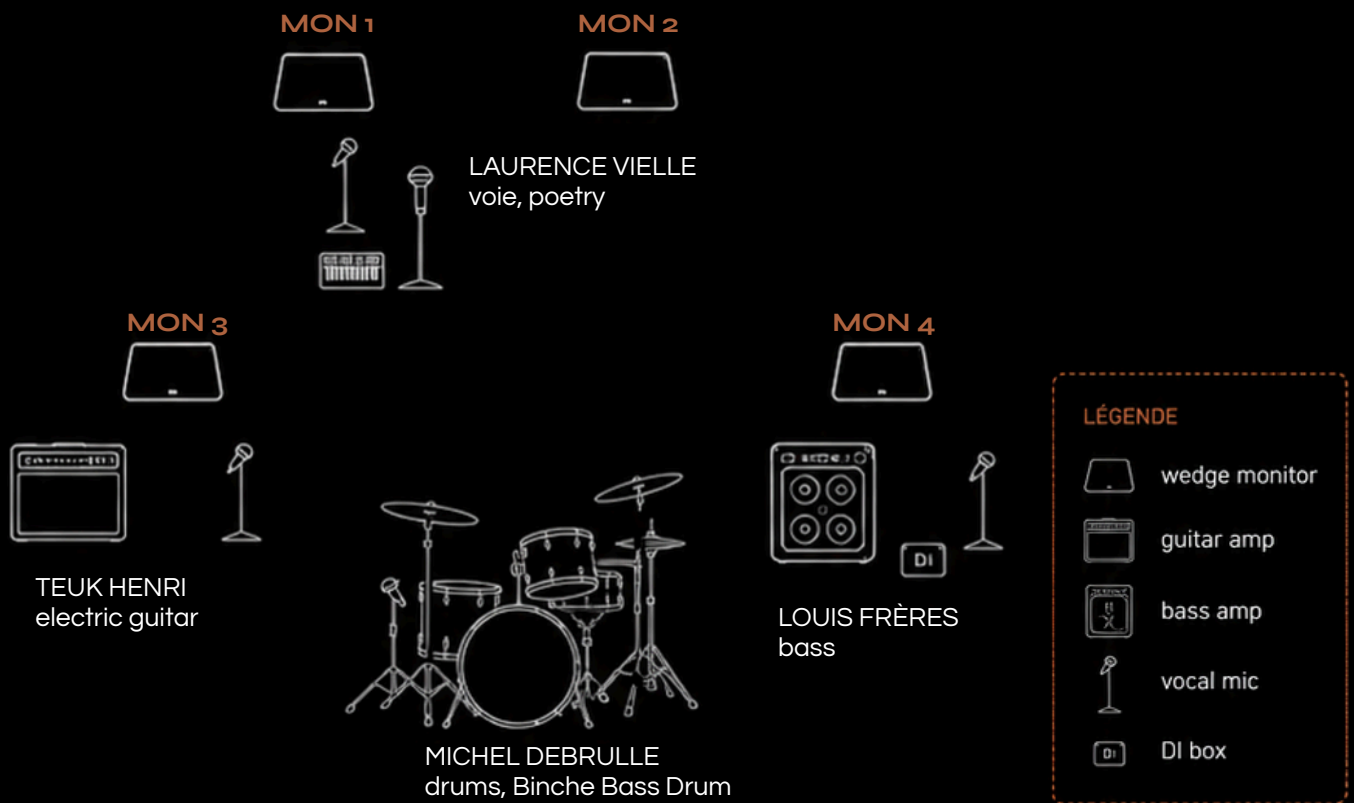 MON 1
MON 2
LAURENCE VIELLE
voie, poetry
MON 3
MON 4
TEUK HENRI
electric guitar
DI
LOUIS FRÈRES
bass
MICHEL DEBRULLE
drums, Binche Bass Drum
LÉGENDE
wedge monitor
guitar amp
bass amp
vocal mic
DI
DI box